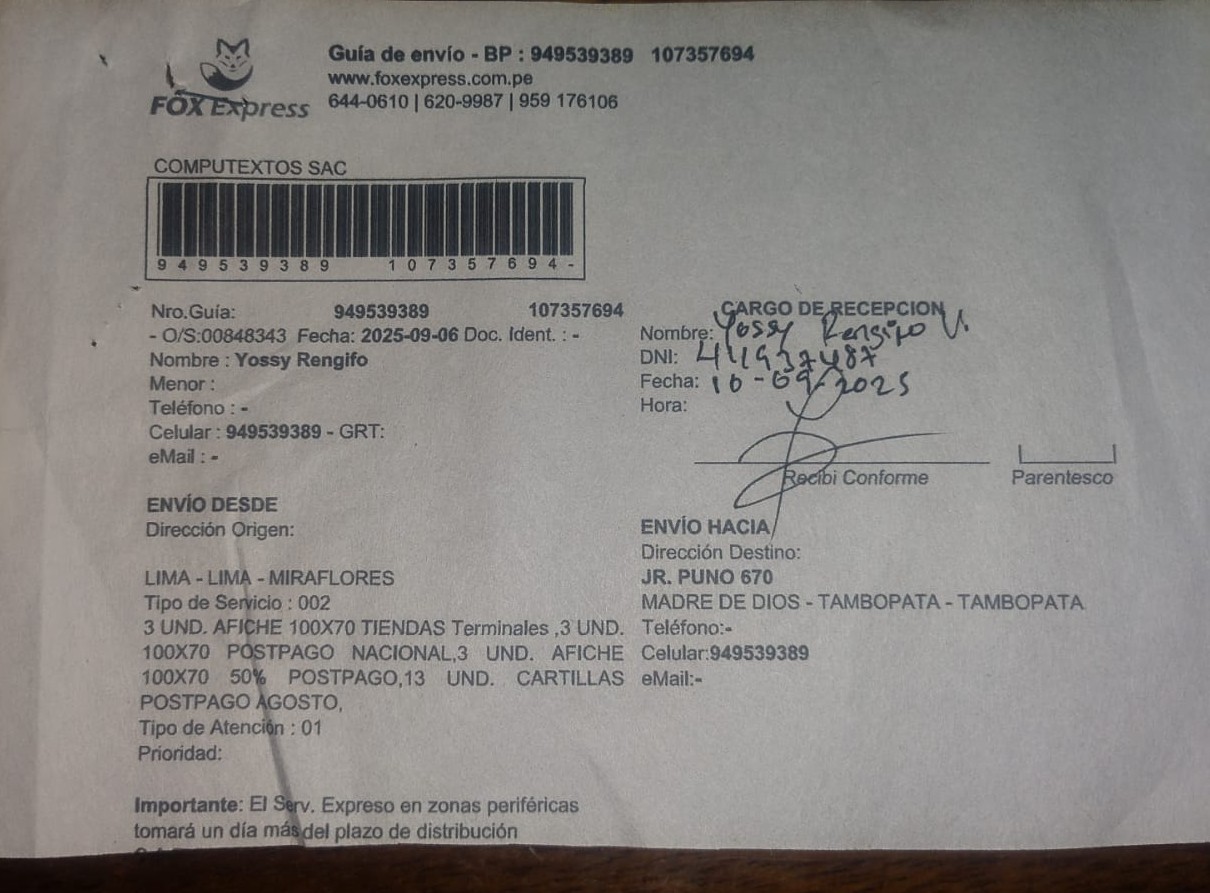 Guía de envío - BP : 949539389 107357694
www.foxexpress.com.pe
644-0610 | 620-9987 | 959 176106
FOX Express
COMPUTEXTOS SAC
949539389 107357694-
Nro.Guía: 949539389 107357694
- O/S:00848343 Fecha: 2025-09-06 Doc. Ident. : -
Nombre : Yossy Rengifo
Menor :
Teléfono : -
Celular : 949539389 - GRT:
eMail : -
CARGO DE RECEPCION
Nombre: Yossy Rengifo V.
DNI:
Fecha: 10-09-2025
Hora:
Recibi Conforme
Parentesco
ENVÍO DESDE
Dirección Origen:
LIMA - LIMA - MIRAFLORES
Tipo de Servicio : 002
3 UND. AFICHE 100X70 TIENDAS Terminales ,3 UND.
100X70 POSTPAGO NACIONAL,3 UND. AFICHE
100X70 50% POSTPAGO,13 UND. CARTILLAS
POSTPAGO AGOSTO,
Tipo de Atención : 01
Prioridad:
ENVÍO HACIA
Dirección Destino:
JR. PUNO 670
MADRE DE DIOS - TAMBOPATA - TAMBOPATA
Teléfono:-
Celular:949539389
eMail:-
Importante: El Serv. Expreso en zonas periféricas
tomará un día más del plazo de distribución